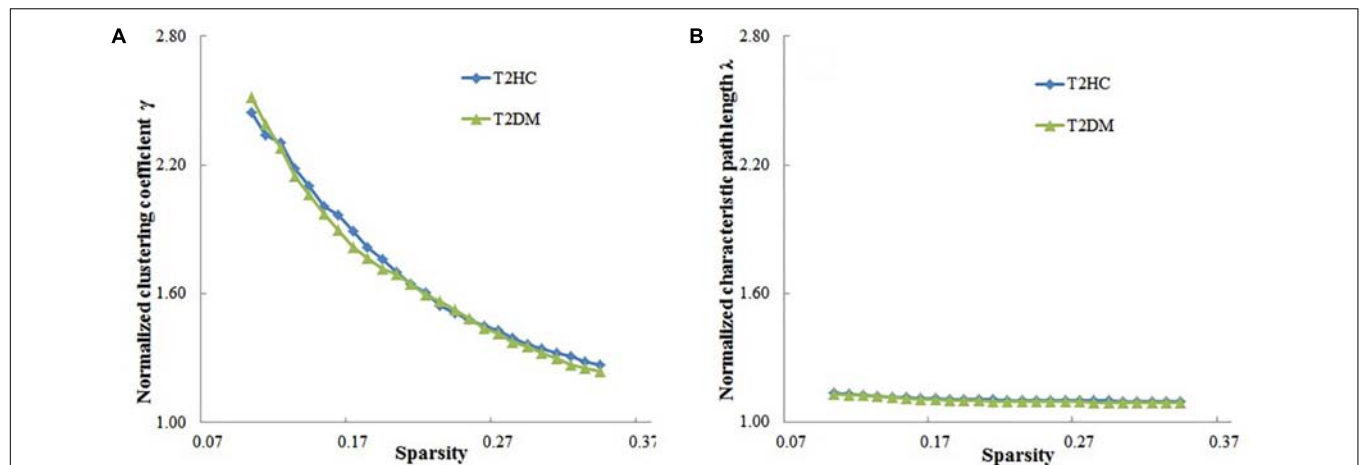 A
Normalized clustering coefficient γ
2.80
2.20
1.60
1.00
T2HC
T2DM
0.07 0.17 0.27 0.37
Sparsity
B
Normalized characteristic path length λ
2.80
2.20
1.60
1.00
T2HC
T2DM
0.07 0.17 0.27 0.37
Sparsity